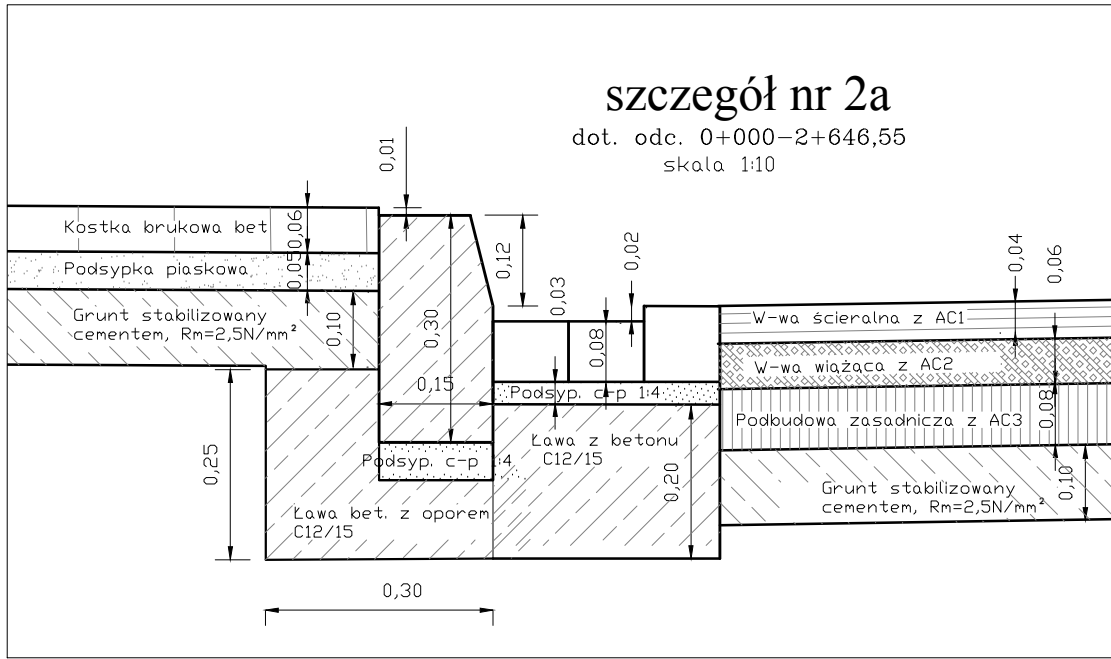 szczegół nr 2a
dot. odc. 0+000-2+646,55
skala 1:10
0,01
Kostka brukowa bet
0,06
0,12
0,03
0,02
0,04
0,06
Podsypka piaskowa
0,05
Grunt stabilizowany
cementem, Rm=2,5N/mm²
0,10
0,30
0,15
0,08
W-wa ścieralna z AC1
W-wa wiążąca z AC2
Podsyp. c-p 1:4
Podbudowa zasadnicza z AC3
0,08
Podsyp. c-p 1:4
Ława z betonu
C12/15
0,25
0,20
Grunt stabilizowany
cementem, Rm=2,5N/mm²
0,10
Ława bet. z oporem
C12/15
0,30